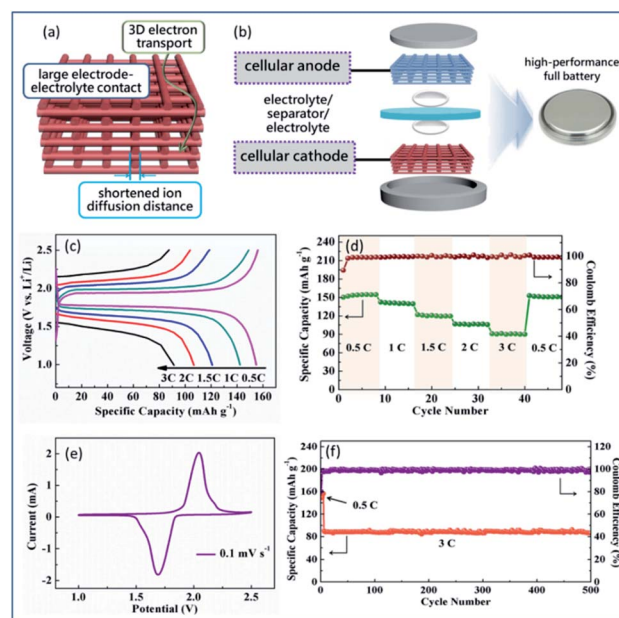 (a)
3D electron
transport
large electrode-
electrolyte contact
shortened ion
diffusion distance
(b)
cellular anode
electrolyte/
separator/
electrolyte
cellular cathode
high-performance
full battery
(c)
Voltage (V vs. Li⁺/Li)
2.5
2.0
1.5
1.0
3C 2C 1.5C 1C 0.5C
0 20 40 60 80 100 120 140 160
Specific Capacity (mAh g⁻¹)
(d)
Specific Capacity (mAh g⁻¹)
240
210
180
150
120
90
60
30
0
0.5 C 1 C 1.5 C 2 C 3 C 0.5 C
0 10 20 30 40
Cycle Number
100
80
60
40
20
0
Coulomb Efficiency (%)
(e)
Current (mA)
2
1
0
-1
-2
0.1 mV s⁻¹
1.0 1.5 2.0 2.5
Potential (V)
(f)
Specific Capacity (mAh g⁻¹)
240
200
160
120
80
40
0
0.5 C
3 C
0 100 200 300 400 500
Cycle Number
120
100
80
60
40
20
0
Coulomb Efficiency (%)